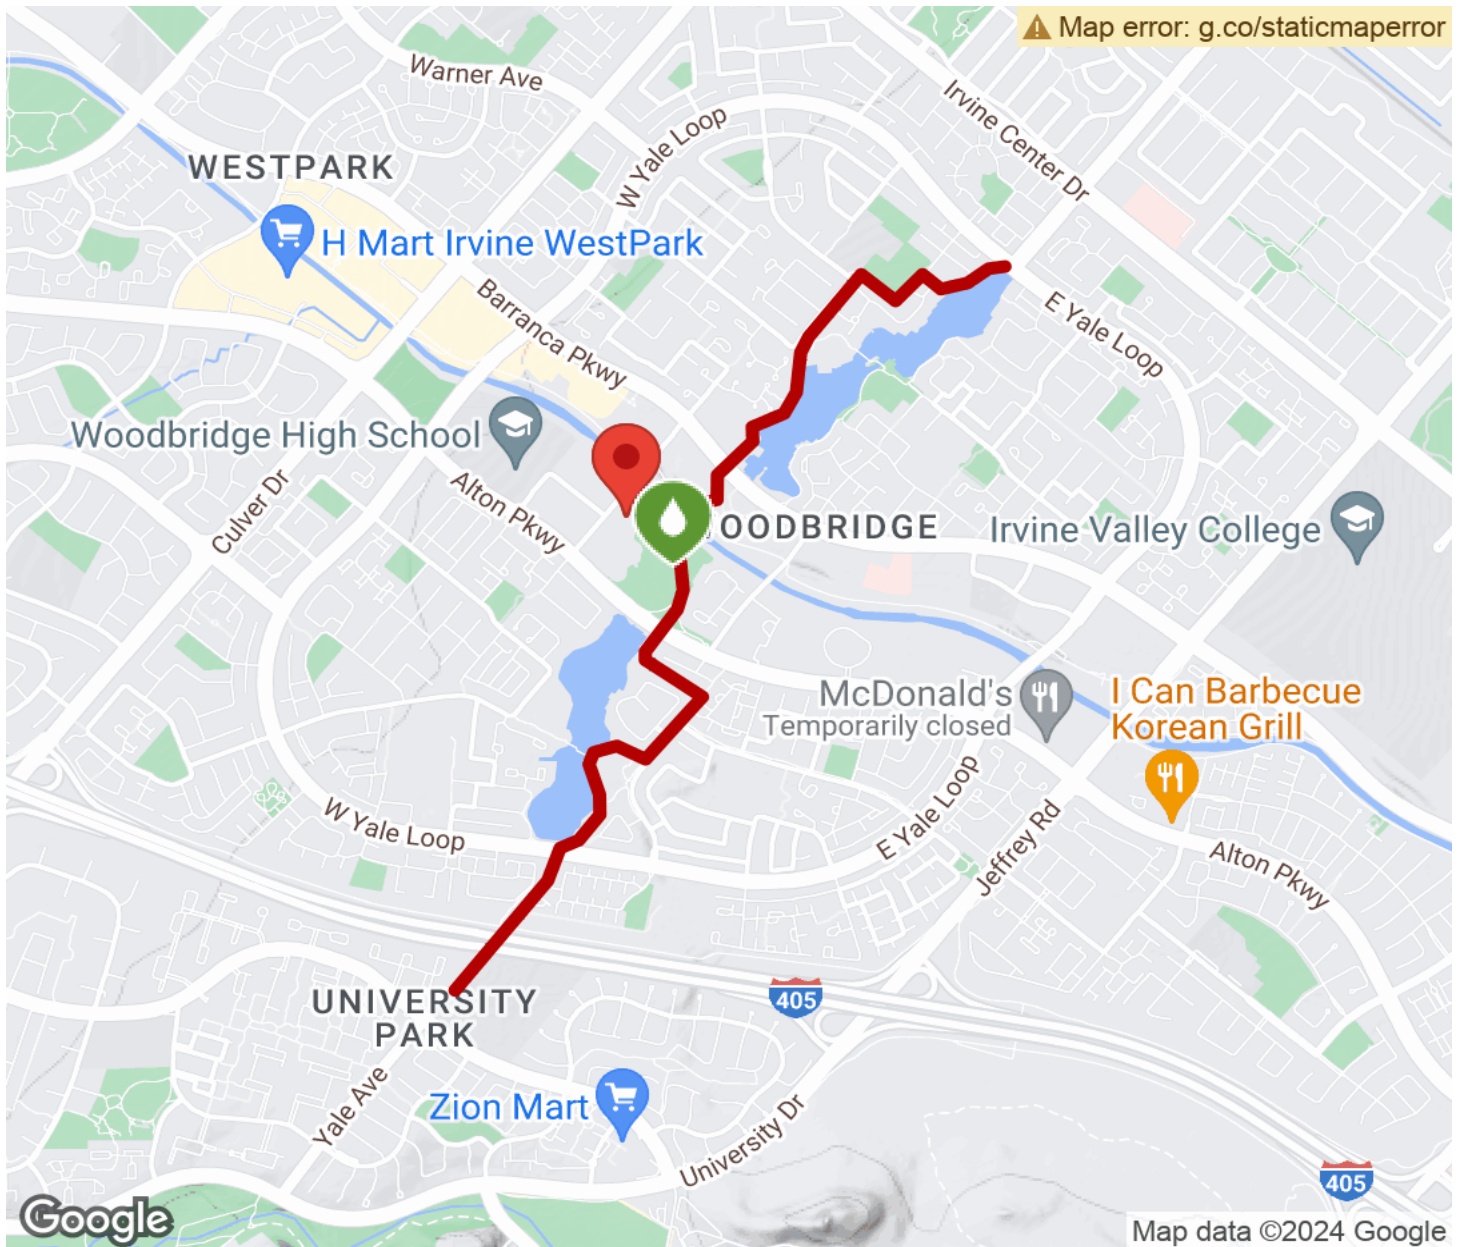 Map error: g.co/staticmaperror
Warner Ave
Irvine Center Dr
W Yale Loop
WESTPARK
H Mart Irvine WestPark
Barranca Pkwy
E Yale Loop
Woodbridge High School
Culver Dr
Alton Pkwy
OODBRIDGE
Irvine Valley College
McDonald's
Temporarily closed
I Can Barbecue
Korean Grill
W Yale Loop
E Yale Loop
Jeffrey Rd
Alton Pkwy
UNIVERSITY
PARK
405
Yale Ave
Zion Mart
University Dr
405
Google
Map data ©2024 Google